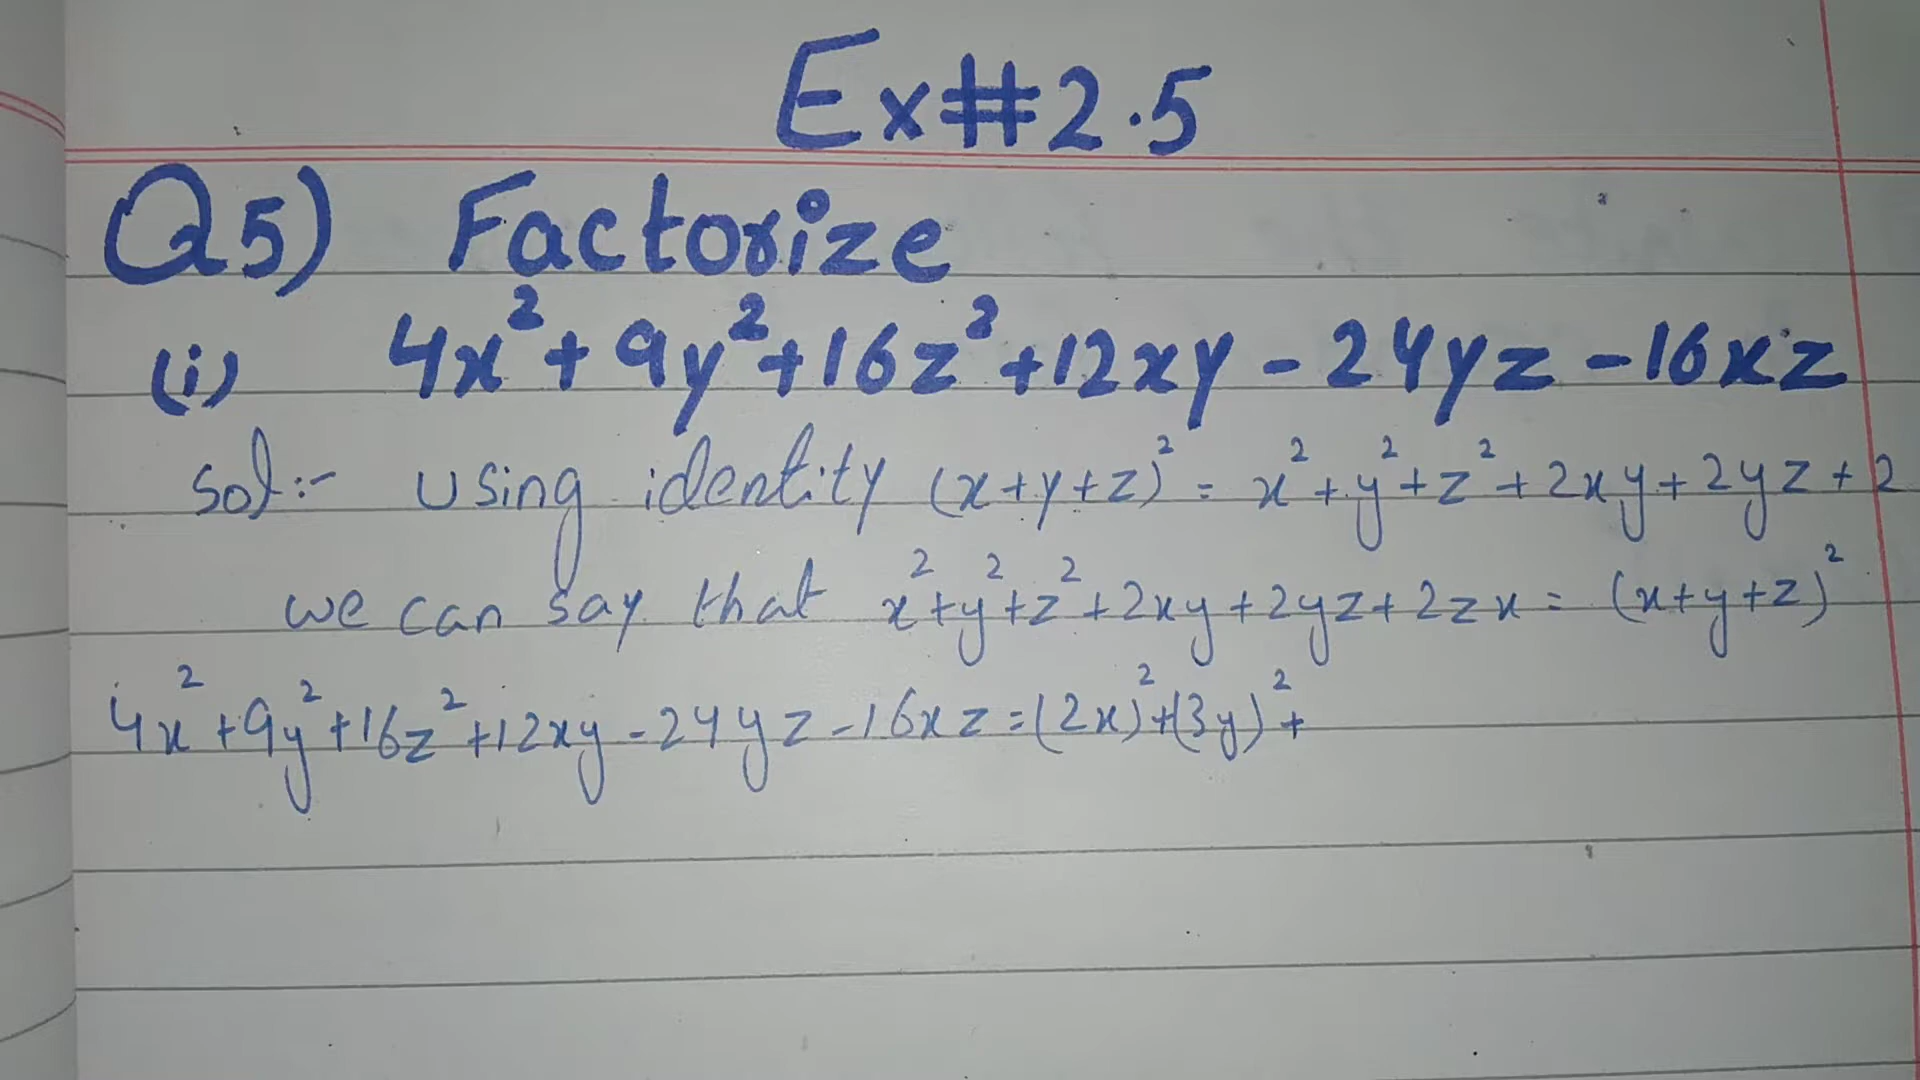 Ex#2.5
Q5) Factorize
(i) 4x²+9y²+16z²+12xy-24yz-16xz
Sol:- Using identity (x+y+z)² = x²+y²+z²+2xy+2yz+2
we can say that x²+y²+z²+2xy+2yz+2zx = (x+y+z)²
4x²+9y²+16z²+12xy-24yz-16xz=(2x)²+(3y)²+